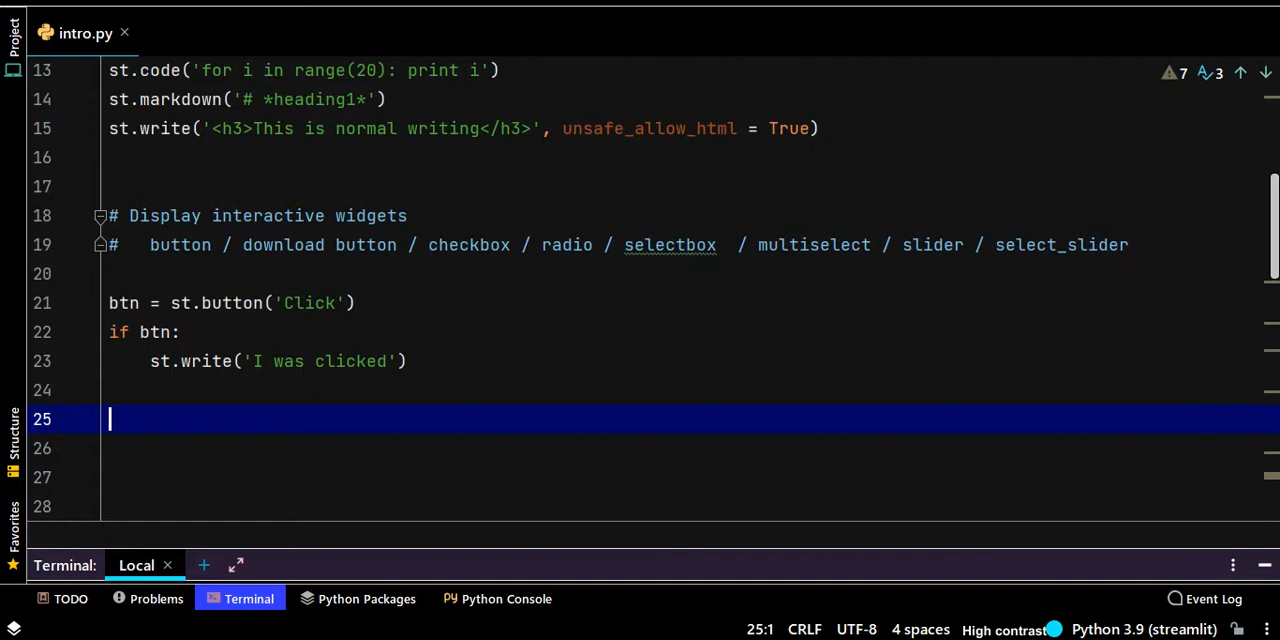 Project
intro.py
13 st.code('for i in range(20): print i')
7 3
14 st.markdown('# *heading1*')
15 st.write('<h3>This is normal writing</h3>', unsafe_allow_html = True)
16
17
18 # Display interactive widgets
19 #   button / download button / checkbox / radio / selectbox  / multiselect / slider / select_slider
20
21 btn = st.button('Click')
22 if btn:
23     st.write('I was clicked')
24
25
26
27
28
Structure
Favorites
Terminal: Local
TODO Problems Terminal Python Packages Python Console Event Log
25:1 CRLF UTF-8 4 spaces High contrast Python 3.9 (streamlit)